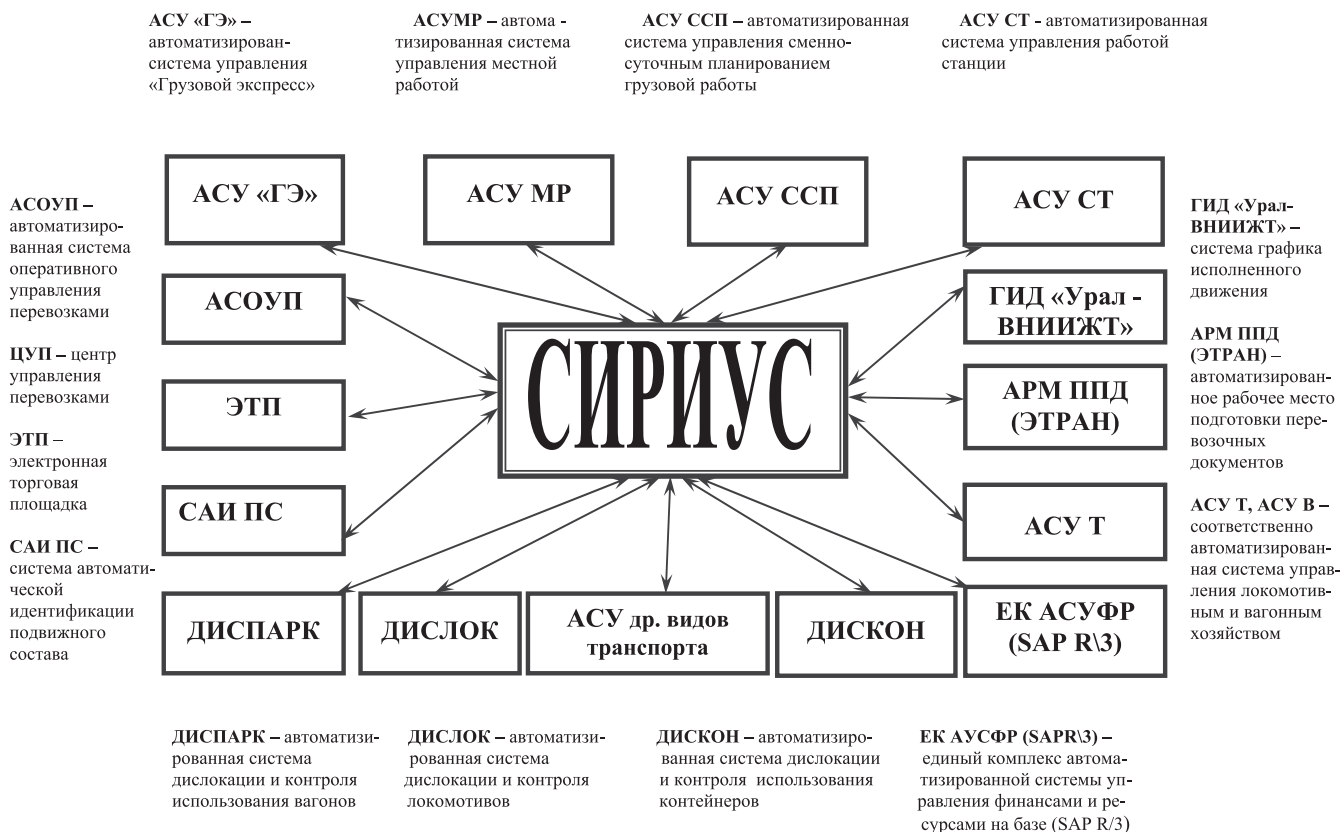 АСУ «ГЭ» –
автоматизирован-
система управления
«Грузовой экспресс»
АСУМР – автома -
тизированная система
управления местной
работой
АСУ ССП – автоматизированная
система управления сменно-
суточным планированием
грузовой работы
АСУ СТ - автоматизированная
система управления работой
станции
АСОУП –
автоматизиро-
ванная система
оперативного
управления
перевозками
ЦУП – центр
управления
перевозками
ЭТП –
электронная
торговая
площадка
САИ ПС –
система автомати-
ческой
идентификации
подвижного
состава
АСУ «ГЭ»
АСУ МР
АСУ ССП
АСУ СТ
АСОУП
ГИД «Урал -
ВНИИЖТ»
СИРИУС
ЭТП
АРМ ППД
(ЭТРАН)
САИ ПС
АСУ Т
ДИСПАРК
ДИСЛОК
АСУ др. видов
транспорта
ДИСКОН
ЕК АСУФР
(SAP R\3)
ГИД «Урал-
ВНИИЖТ» –
система графика
исполненного
движения
АРМ ППД
(ЭТРАН) –
автоматизирован-
ное рабочее место
подготовки пере-
возочных
документов
АСУ Т, АСУ В –
соответственно
автоматизирован-
ная система управ-
ления локомотив-
ным и вагонным
хозяйством
ДИСПАРК – автоматизи-
рованная система
дислокации и контроля
использования вагонов
ДИСЛОК – автоматизи-
рованная система
дислокации и контроля
локомотивов
ДИСКОН – автоматизиро-
ванная система дислокации
и контроля использования
контейнеров
ЕК АУСФР (SAPR\3) –
единый комплекс автома-
тизированной системы уп-
равления финансами и ре-
сурсами на базе (SAP R/3)